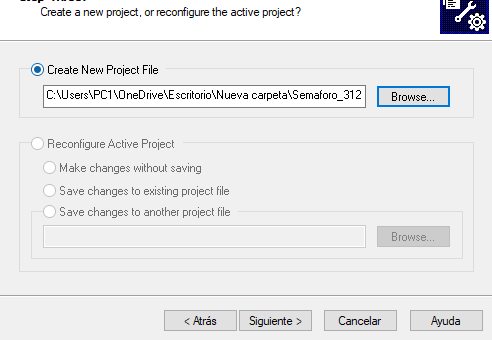 Create a new project, or reconfigure the active project?
Create New Project File
C:\Users\PC1\OneDrive\Escritorio\Nueva carpeta\Semaforo_312
Browse...
Reconfigure Active Project
Make changes without saving
Save changes to existing project file
Save changes to another project file
Browse...
< Atrás
Siguiente >
Cancelar
Ayuda